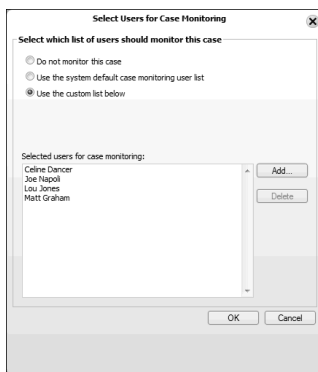 Select Users for Case Monitoring
Select which list of users should monitor this case
Do not monitor this case
Use the system default case monitoring user list
Use the custom list below
Selected users for case monitoring:
Celine Dancer
Joe Napoli
Lou Jones
Matt Graham
Add...
Delete
OK
Cancel